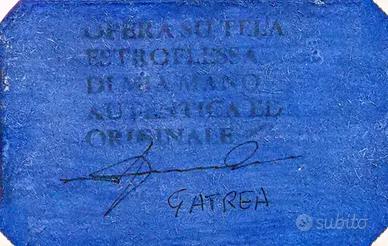 OPERA SU TELA
ESTROFLESSA
DI MIA MANO
AUTENTICA ED
ORIGINALE
GATREA
subito